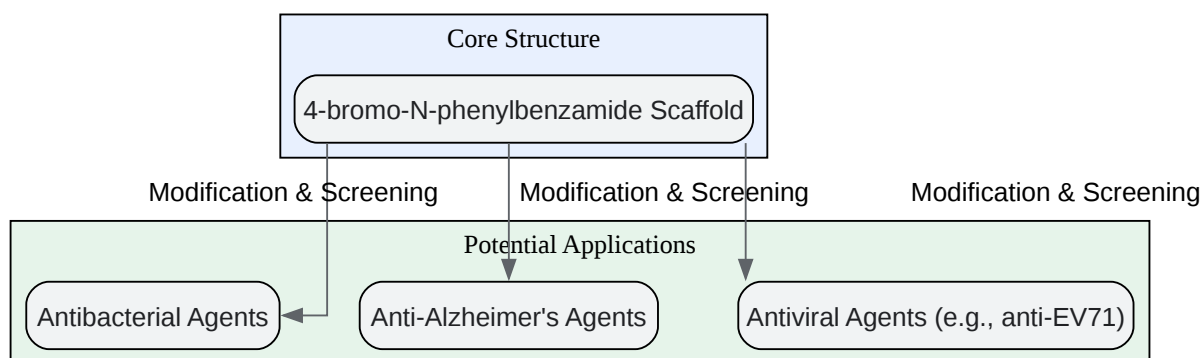 Core Structure
4-bromo-N-phenylbenzamide Scaffold
Modification & Screening
Modification & Screening
Modification & Screening
Potential Applications
Antibacterial Agents
Anti-Alzheimer's Agents
Antiviral Agents (e.g., anti-EV71)